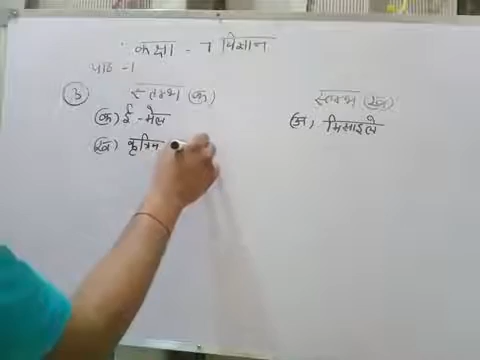 कक्षा - 7 विज्ञान
पाठ -1
③ स्तम्भ (क) स्तम्भ (ख)
(क) ई-मेल (अ) मिसाइले
(ख) कृत्रिम